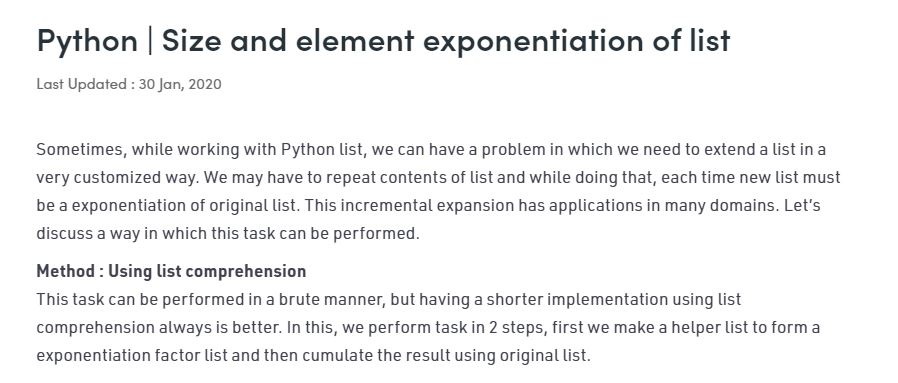 Python | Size and element exponentiation of list
Last Updated : 30 Jan, 2020
Sometimes, while working with Python list, we can have a problem in which we need to extend a list in a
very customized way. We may have to repeat contents of list and while doing that, each time new list must
be a exponentiation of original list. This incremental expansion has applications in many domains. Let’s
discuss a way in which this task can be performed.
Method : Using list comprehension
This task can be performed in a brute manner, but having a shorter implementation using list
comprehension always is better. In this, we perform task in 2 steps, first we make a helper list to form a
exponentiation factor list and then cumulate the result using original list.